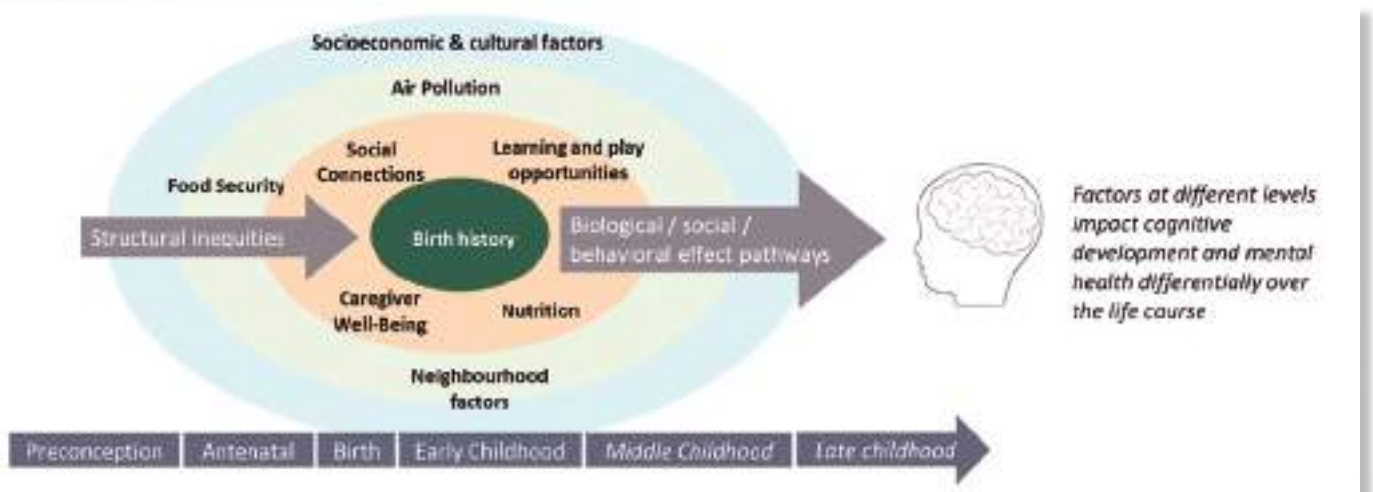 Socioeconomic & cultural factors
Air Pollution
Social
Connections
Learning and play
opportunities
Food Security
Structural inequities
Birth history
Biological / social /
behavioral effect pathways
Caregiver
Well-Being
Nutrition
Neighbourhood
factors
Factors at different levels
impact cognitive
development and mental
health differentially over
the life course
Preconception
Antenatal
Birth
Early Childhood
Middle Childhood
Late childhood